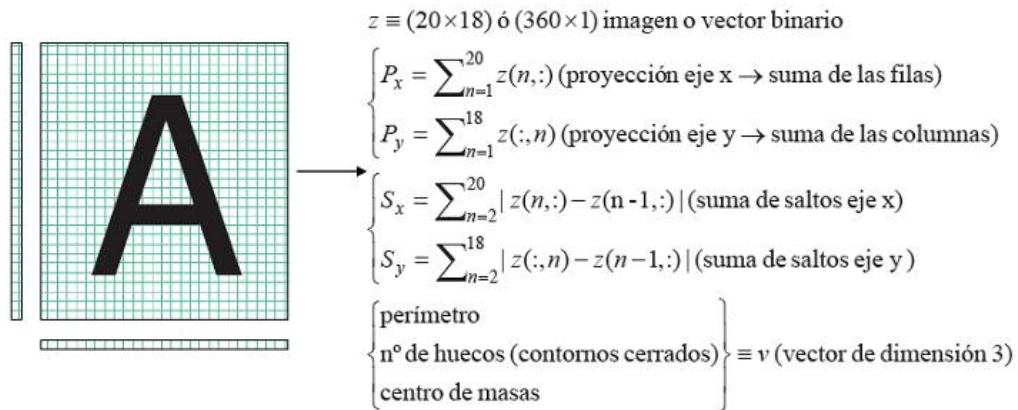 z ≡ (20×18) ó (360×1) imagen o vector binario
P_x = ∑_{n=1}^{20} z(n,:) (proyección eje x → suma de las filas)
P_y = ∑_{n=1}^{18} z(:,n) (proyección eje y → suma de las columnas)
S_x = ∑_{n=2}^{20} | z(n,:) − z(n-1,:) | (suma de saltos eje x)
S_y = ∑_{n=2}^{18} | z(:,n) − z(n−1,:) | (suma de saltos eje y)
perímetro
nº de huecos (contornos cerrados) ≡ v (vector de dimensión 3)
centro de masas
A